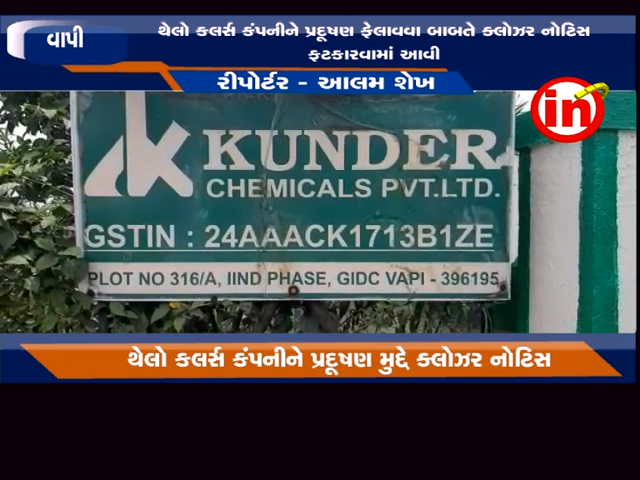 વાપી
થેલો કલર્સ કંપનીને પ્રદૂષણ ફેલાવવા બાબતે ક્લોઝર નોટિસ
ફટકારવામાં આવી
રીપોર્ટર - આલમ શેખ
in
KUNDER
CHEMICALS PVT.LTD.
GSTIN : 24AAACK1713B1ZE
PLOT NO 316/A, IIND PHASE, GIDC VAPI - 396195.
થેલો કલર્સ કંપનીને પ્રદૂષણ મુદ્દે ક્લોઝર નોટિસ